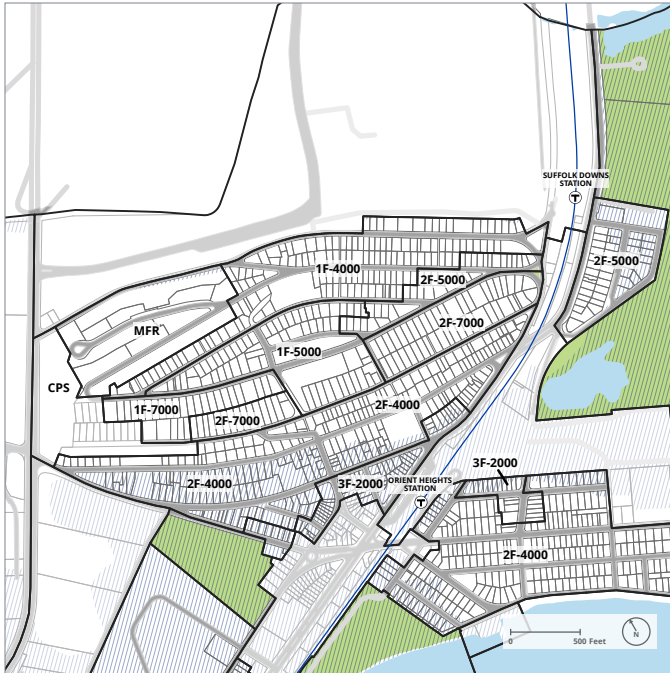 SUFFOLK DOWNS
STATION
T
2F-5000
1F-4000
2F-5000
2F-7000
MFR
1F-5000
CPS
1F-7000
2F-7000
2F-4000
3F-2000
2F-4000
3F-2000
ORIENT HEIGHTS
STATION
T
2F-4000
N
0
500 Feet